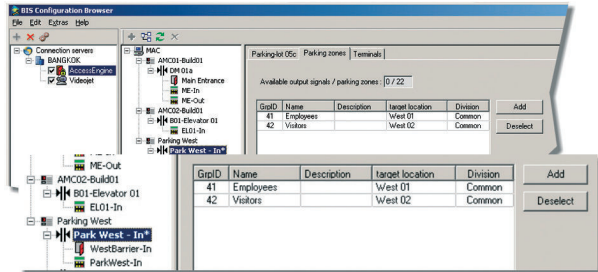 BIS Configuration Browser
File Edit Extras Help
Connection servers
BANGKOK
AccessEngine
Videojet
MAC
AMC01-Build01
DM 01a
Main Entrance
ME-In
ME-Out
AMC02-Build01
B01-Elevator 01
EL01-In
Parking West
Park West - In*
Parking-lot 05c Parking zones Terminals
Available output signals / parking zones : 0 / 22
GrpID Name Description target location Division
41 Employees West 01 Common
42 Visitors West 02 Common
Add
Deselect
ME-Out
AMC02-Build01
B01-Elevator 01
EL01-In
Parking West
Park West - In*
WestBarrier-In
ParkWest-In
GrpID Name Description target location Division
41 Employees West 01 Common
42 Visitors West 02 Common
Add
Deselect